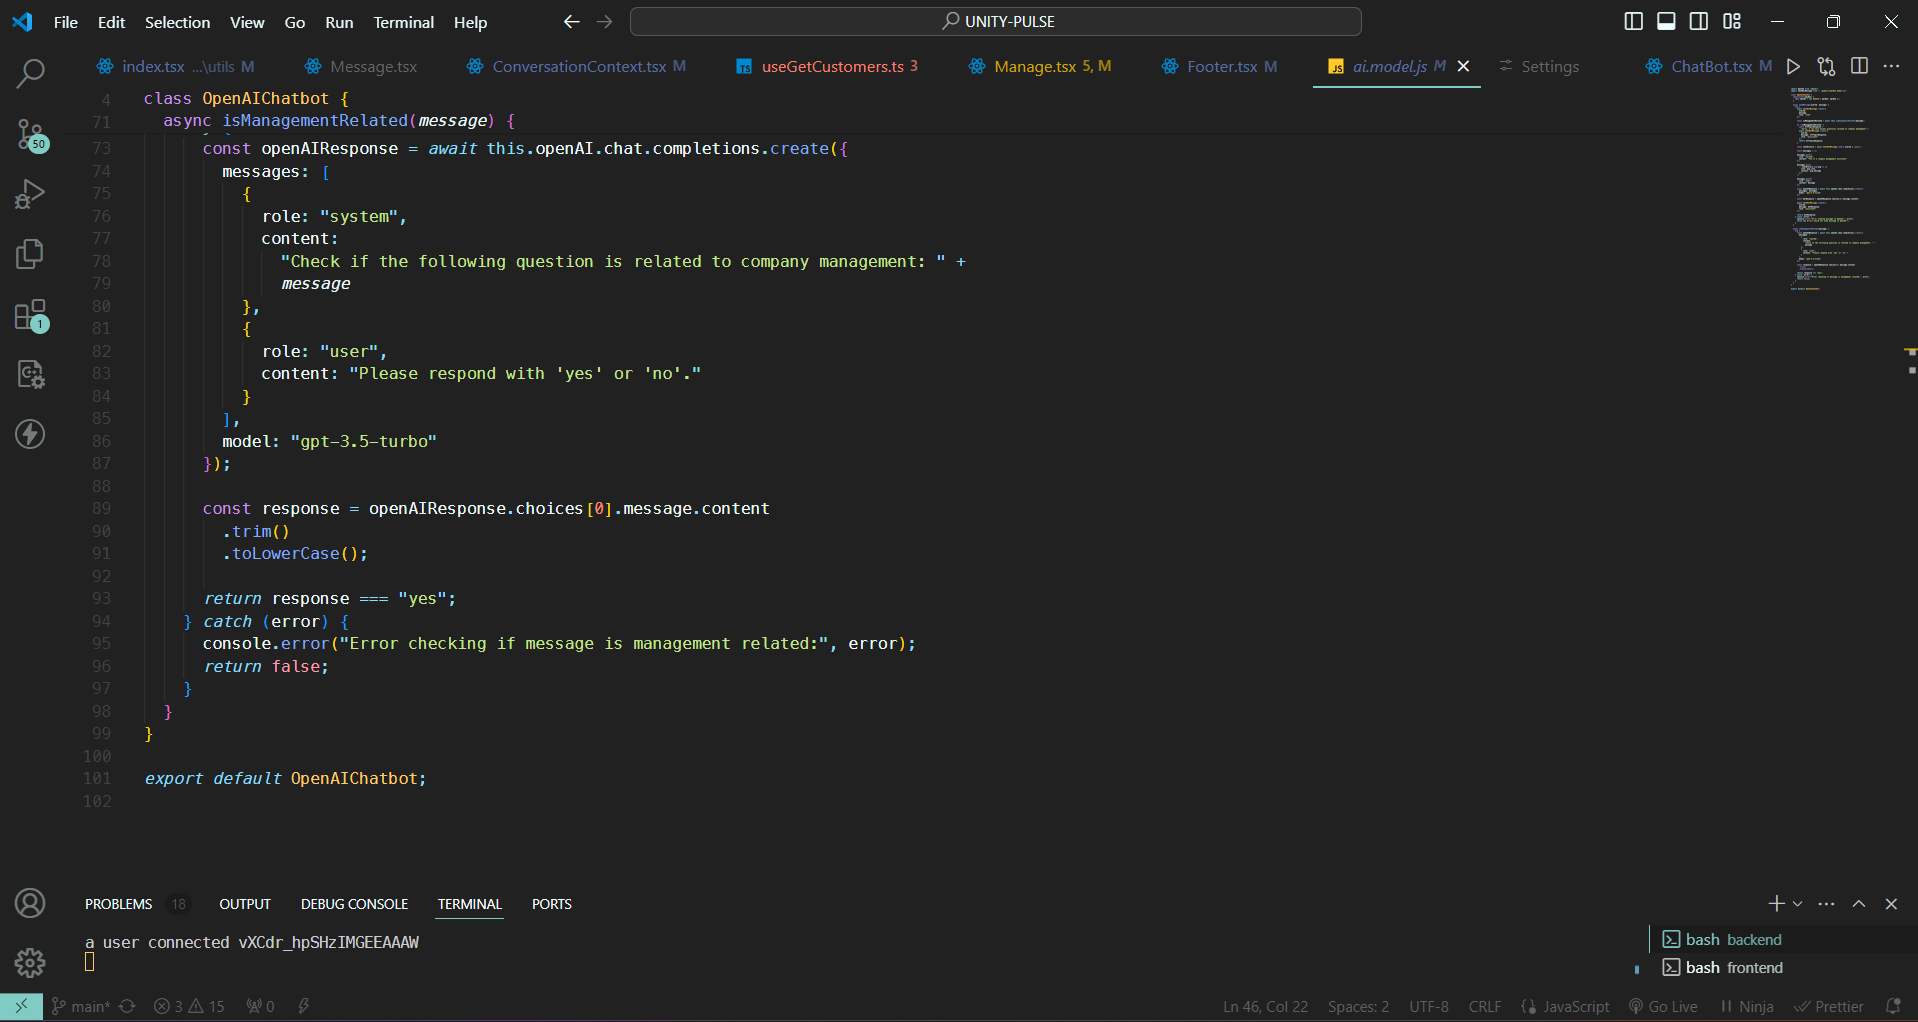 File Edit Selection View Go Run Terminal Help UNITY-PULSE
index.tsx ...\utils M Message.tsx ConversationContext.tsx M TS useGetCustomers.ts 3 Manage.tsx 5, M Footer.tsx M JS ai.model.js M Settings ChatBot.tsx M
4 class OpenAIChatbot {
71 async isManagementRelated(message) {
73 const openAIResponse = await this.openAI.chat.completions.create({
74 messages: [
75 {
76 role: "system",
77 content:
78 "Check if the following question is related to company management: " +
79 message
80 },
81 {
82 role: "user",
83 content: "Please respond with 'yes' or 'no'."
84 }
85 ],
86 model: "gpt-3.5-turbo"
87 });
88
89 const response = openAIResponse.choices[0].message.content
90 .trim()
91 .toLowerCase();
92
93 return response === "yes";
94 } catch (error) {
95 console.error("Error checking if message is management related:", error);
96 return false;
97 }
98 }
99 }
100
101 export default OpenAIChatbot;
102
50
1
PROBLEMS 18 OUTPUT DEBUG CONSOLE TERMINAL PORTS
a user connected vXCdr_hpSHzIMGEEAAAW
bash backend
bash frontend
main* 3 15 0 Ln 46, Col 22 Spaces: 2 UTF-8 CRLF {} JavaScript Go Live Ninja Prettier